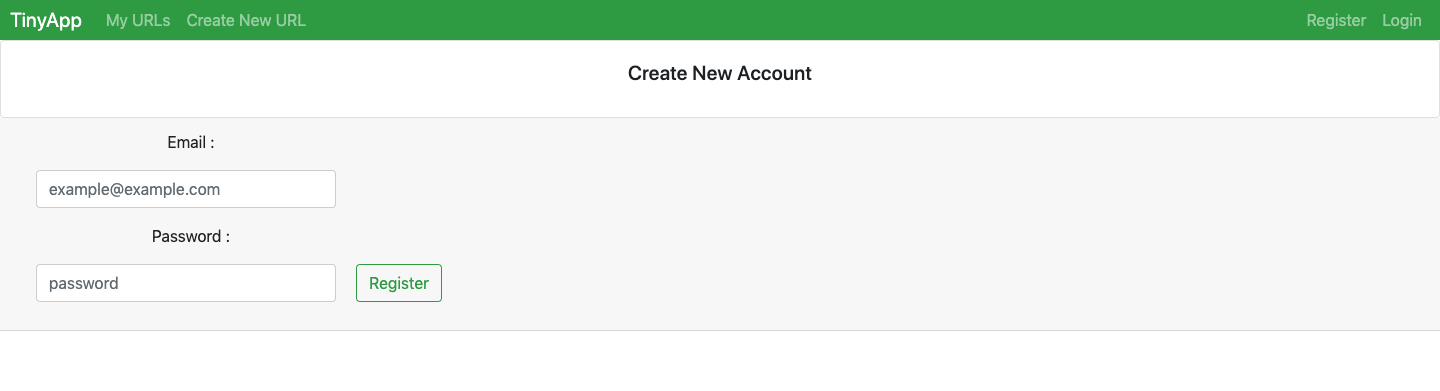 TinyApp My URLs Create New URL Register Login
Create New Account
Email :
example@example.com
Password :
password Register